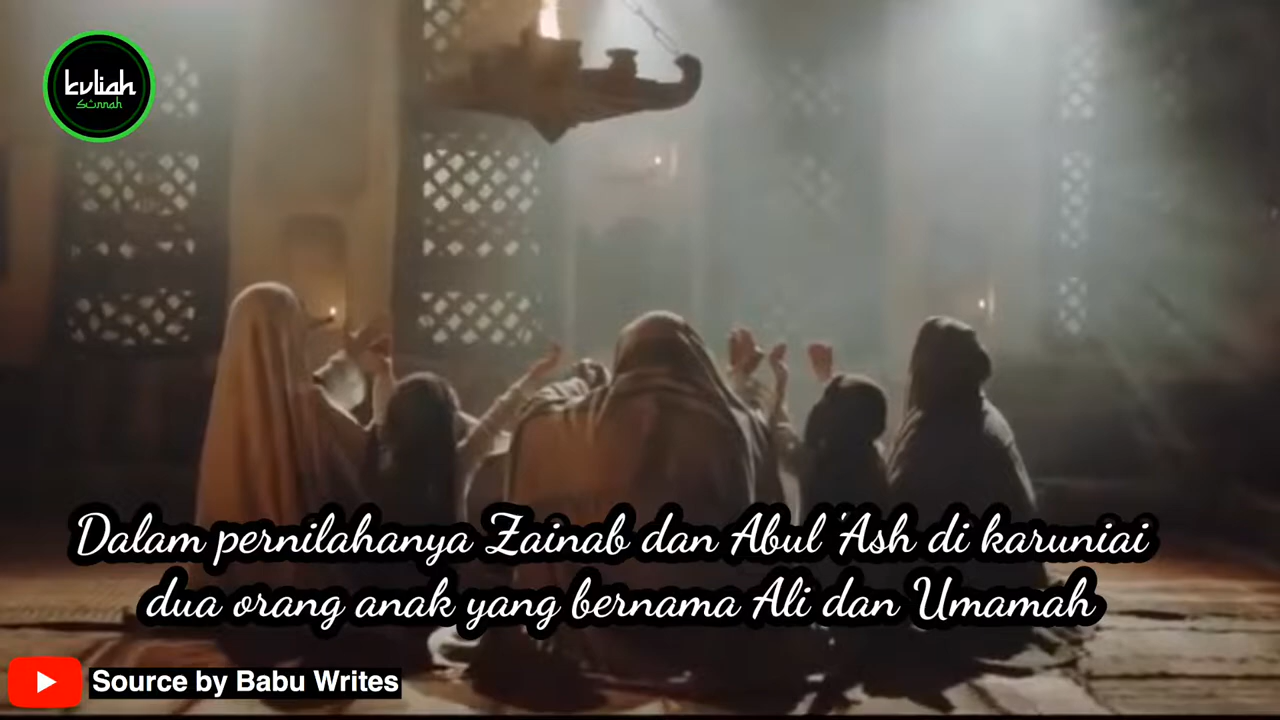 kuliah
sunnah
Dalam pernilahanya Zainab dan Abul 'Ash di karuniai
dua orang anak yang bernama Ali dan Umamah
Source by Babu Writes